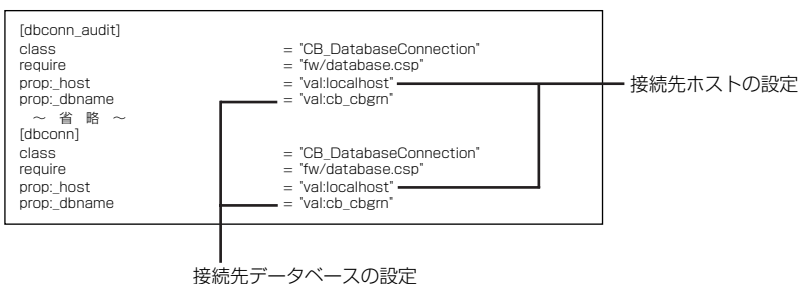 [dbconn_audit]
class = "CB_DatabaseConnection"
require = "fw/database.csp"
prop:_host = "val:localhost"
prop:_dbname = "val:cb_cbgrn"
~ 省 略 ~
[dbconn]
class = "CB_DatabaseConnection"
require = "fw/database.csp"
prop:_host = "val:localhost"
prop:_dbname = "val:cb_cbgrn"
接続先ホストの設定
接続先データベースの設定